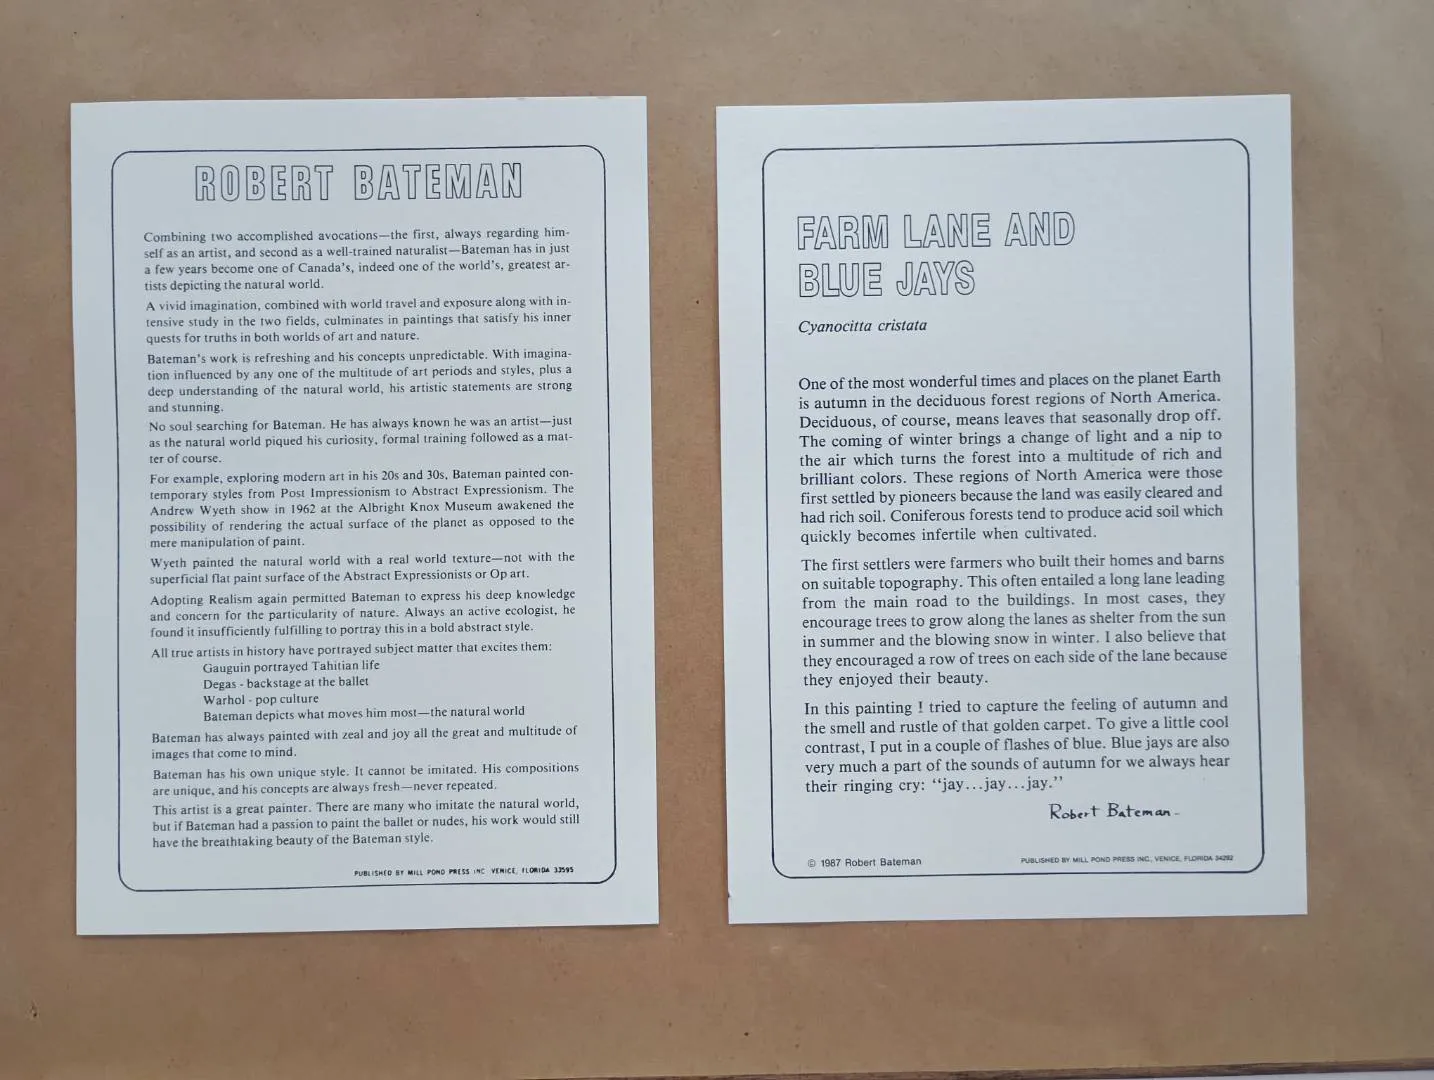 ROBERT BATEMAN
Combining two accomplished avocations—the first, always regarding him-
self as an artist, and second as a well-trained naturalist—Bateman has in just
a few years become one of Canada's, indeed one of the world's, greatest ar-
tists depicting the natural world.
A vivid imagination, combined with world travel and exposure along with in-
tensive study in the two fields, culminates in paintings that satisfy his inner
quests for truths in both worlds of art and nature.
Bateman's work is refreshing and his concepts unpredictable. With imagina-
tion influenced by any one of the multitude of art periods and styles, plus a
deep understanding of the natural world, his artistic statements are strong
and stunning.
No soul searching for Bateman. He has always known he was an artist—just
as the natural world piqued his curiosity, formal training followed as a mat-
ter of course.
For example, exploring modern art in his 20s and 30s, Bateman painted con-
temporary styles from Post Impressionism to Abstract Expressionism. The
Andrew Wyeth show in 1962 at the Albright Knox Museum awakened the
possibility of rendering the actual surface of the planet as opposed to the
mere manipulation of paint.
Wyeth painted the natural world with a real world texture—not with the
superficial flat paint surface of the Abstract Expressionists or Op art.
Adopting Realism again permitted Bateman to express his deep knowledge
and concern for the particularity of nature. Always an active ecologist, he
found it insufficiently fulfilling to portray this in a bold abstract style.
All true artists in history have portrayed subject matter that excites them:
Gauguin portrayed Tahitian life
Degas - backstage at the ballet
Warhol - pop culture
Bateman depicts what moves him most—the natural world
Bateman has always painted with zeal and joy all the great and multitude of
images that come to mind.
Bateman has his own unique style. It cannot be imitated. His compositions
are unique, and his concepts are always fresh—never repeated.
This artist is a great painter. There are many who imitate the natural world,
but if Bateman had a passion to paint the ballet or nudes, his work would still
have the breathtaking beauty of the Bateman style.
PUBLISHED BY MILL POND PRESS INC VENICE, FLORIDA 33595
FARM LANE AND
BLUE JAYS
Cyanocitta cristata
One of the most wonderful times and places on the planet Earth
is autumn in the deciduous forest regions of North America.
Deciduous, of course, means leaves that seasonally drop off.
The coming of winter brings a change of light and a nip to
the air which turns the forest into a multitude of rich and
brilliant colors. These regions of North America were those
first settled by pioneers because the land was easily cleared and
had rich soil. Coniferous forests tend to produce acid soil which
quickly becomes infertile when cultivated.
The first settlers were farmers who built their homes and barns
on suitable topography. This often entailed a long lane leading
from the main road to the buildings. In most cases, they
encourage trees to grow along the lanes as shelter from the sun
in summer and the blowing snow in winter. I also believe that
they encouraged a row of trees on each side of the lane because
they enjoyed their beauty.
In this painting I tried to capture the feeling of autumn and
the smell and rustle of that golden carpet. To give a little cool
contrast, I put in a couple of flashes of blue. Blue jays are also
very much a part of the sounds of autumn for we always hear
their ringing cry: "jay...jay...jay."
Robert Bateman -
© 1987 Robert Bateman
PUBLISHED BY MILL POND PRESS INC, VENICE, FLORIDA 34292